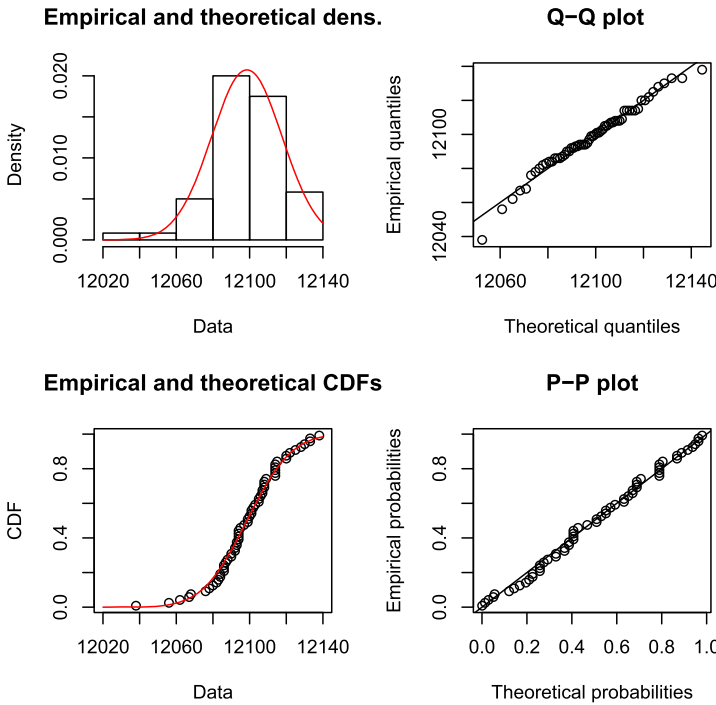 Empirical and theoretical dens.
Density
0.000 0.010 0.020
12020 12060 12100 12140
Data
Q−Q plot
Empirical quantiles
12040 12100
12060 12100 12140
Theoretical quantiles
Empirical and theoretical CDFs
CDF
0.0 0.4 0.8
12020 12060 12100 12140
Data
P−P plot
Empirical probabilities
0.0 0.4 0.8
0.0 0.2 0.4 0.6 0.8 1.0
Theoretical probabilities